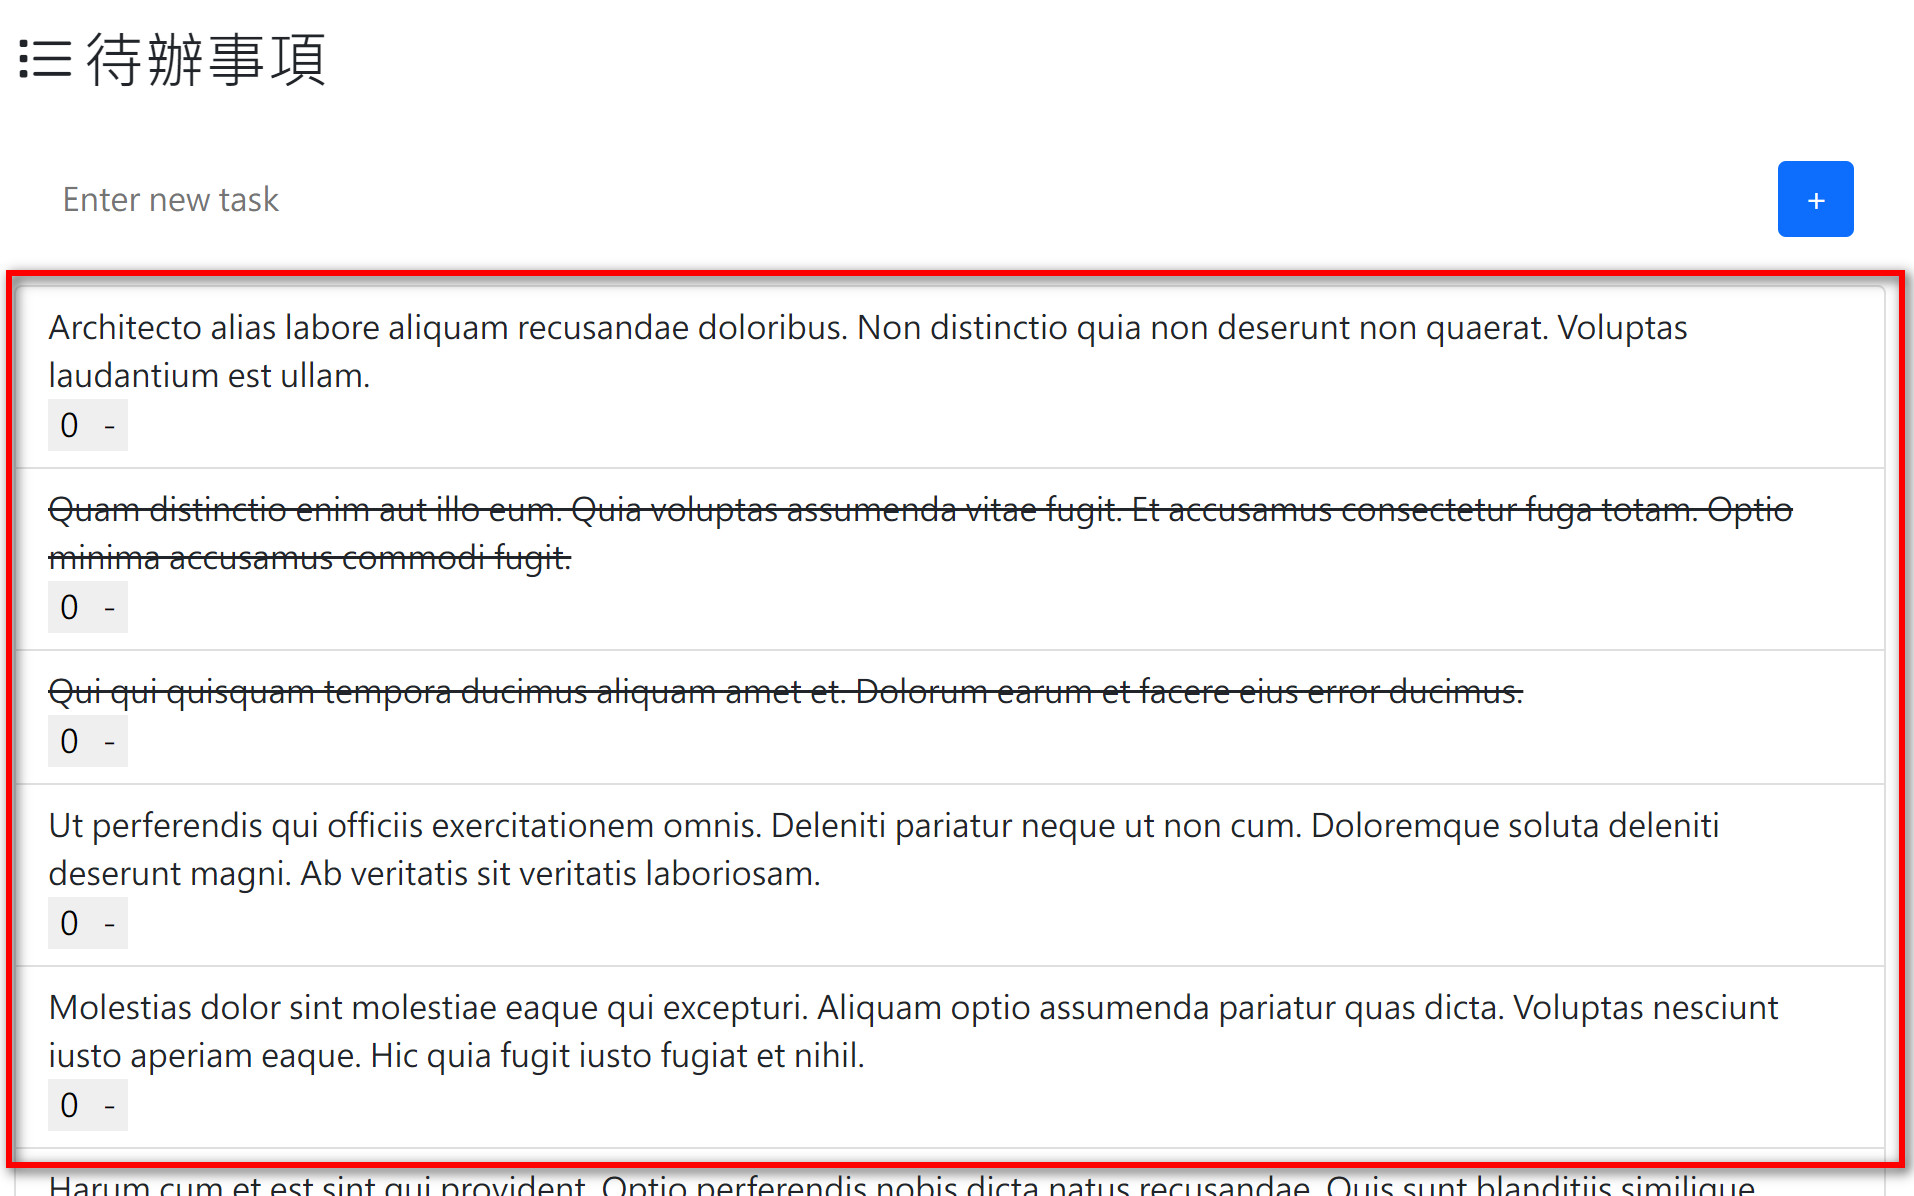 待辦事項
Enter new task
+
Architecto alias labore aliquam recusandae doloribus. Non distinctio quia non deserunt non quaerat. Voluptas
laudantium est ullam.
0 -
Quam distinctio enim aut illo eum. Quia voluptas assumenda vitae fugit. Et accusamus consectetur fuga totam. Optio
minima accusamus commodi fugit.
0 -
Qui qui quisquam tempora ducimus aliquam amet et. Dolorum earum et facere eius error ducimus.
0 -
Ut perferendis qui officiis exercitationem omnis. Deleniti pariatur neque ut non cum. Doloremque soluta deleniti
deserunt magni. Ab veritatis sit veritatis laboriosam.
0 -
Molestias dolor sint molestiae eaque qui excepturi. Aliquam optio assumenda pariatur quas dicta. Voluptas nesciunt
iusto aperiam eaque. Hic quia fugit iusto fugiat et nihil.
0 -
Harum cum et est sint qui provident. Optio perferendis nobis dicta natus recusandae. Quis sunt blanditiis similique